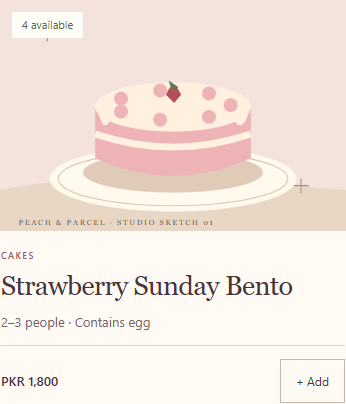 4 available
PEACH & PARCEL · STUDIO SKETCH 01
CAKES
Strawberry Sunday Bento
2–3 people · Contains egg
PKR 1,800
+ Add